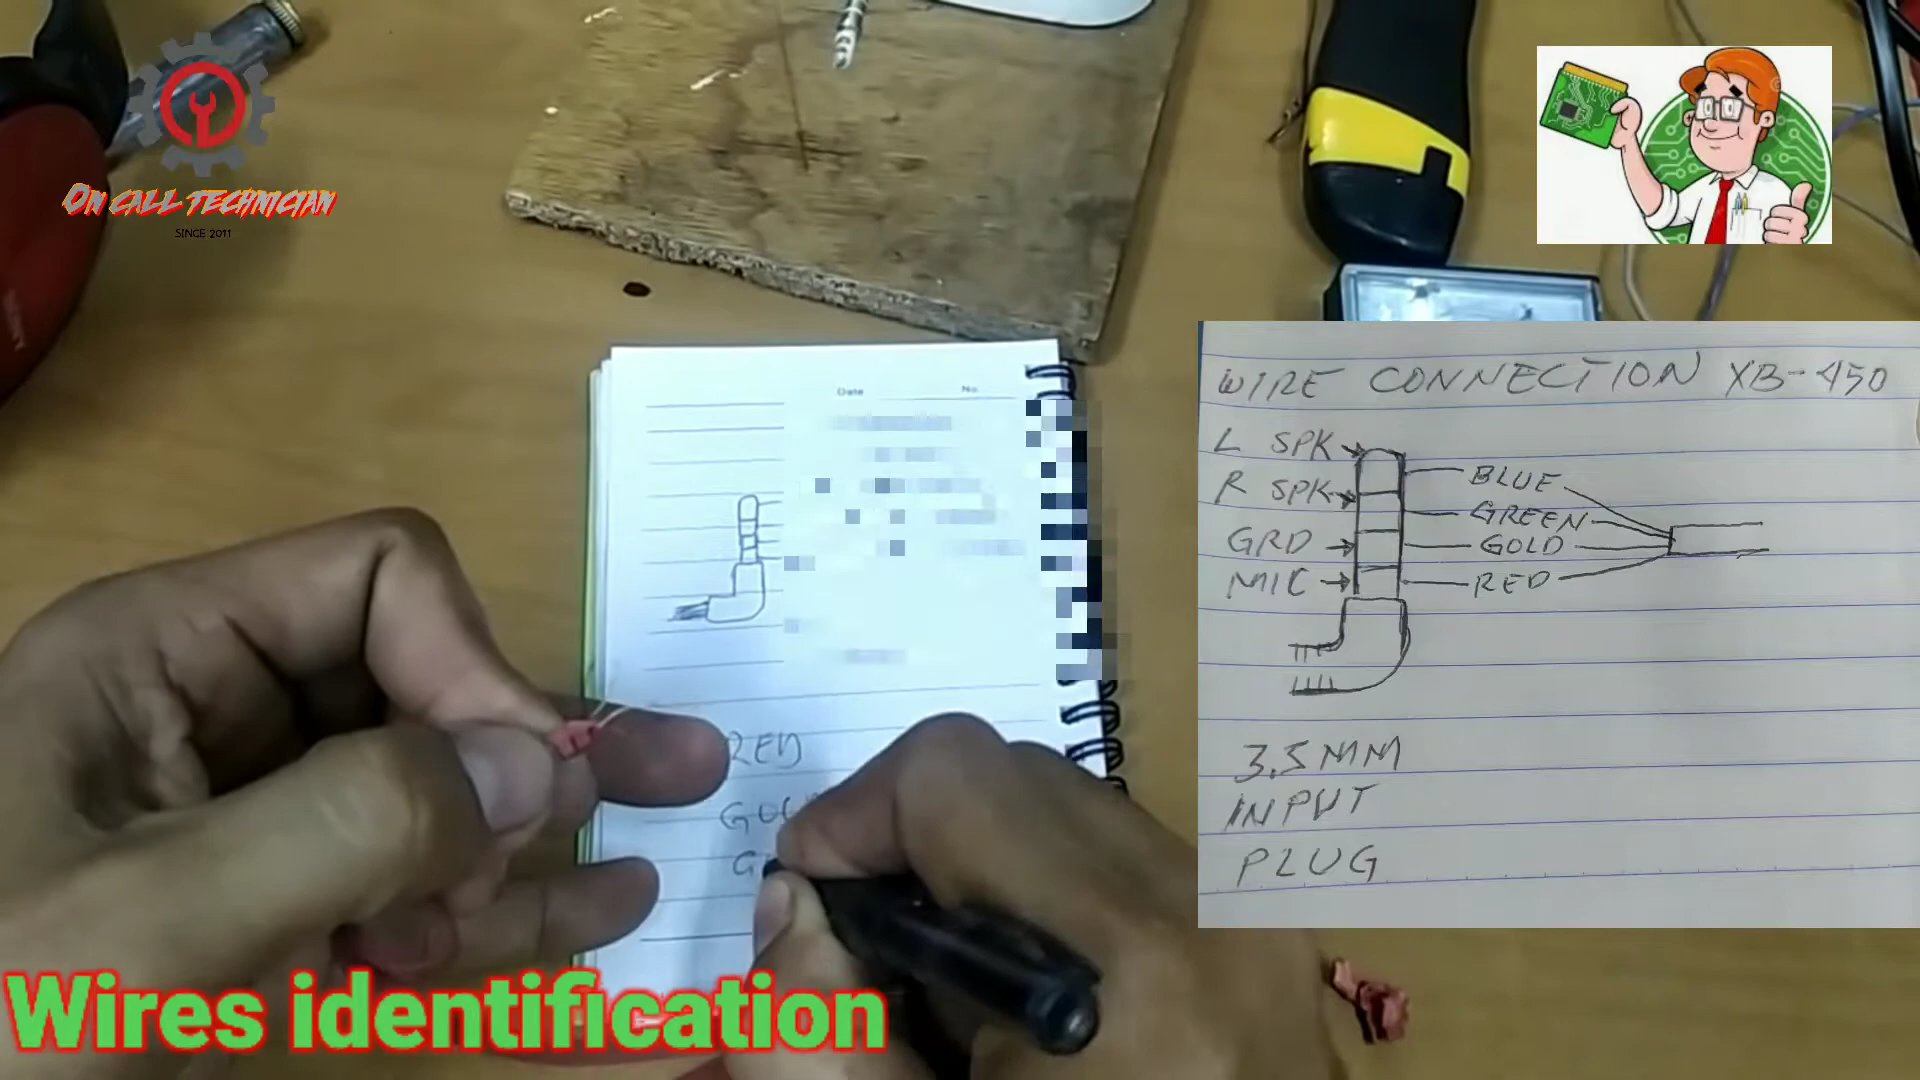 On call technician
SINCE 2011
Date No.
RED
WIRE CONNECTION XB-450
L SPK
BLUE
R SPK
GREEN
GRD
GOLD
MIC
RED
3.5MM
INPUT
PLUG
Wires identification